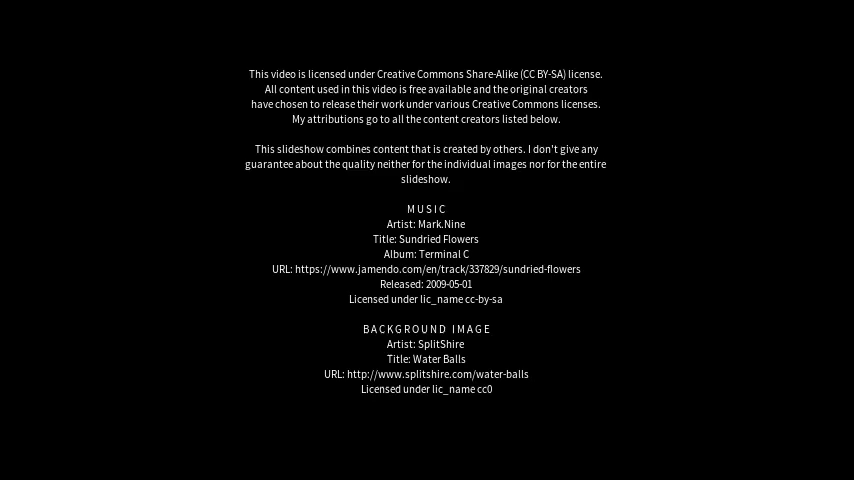 This video is licensed under Creative Commons Share-Alike (CC BY-SA) license.
All content used in this video is free available and the original creators
have chosen to release their work under various Creative Commons licenses.
My attributions go to all the content creators listed below.
This slideshow combines content that is created by others. I don't give any
guarantee about the quality neither for the individual images nor for the entire
slideshow.
MUSIC
Artist: Mark.Nine
Title: Sundried Flowers
Album: Terminal C
URL: https://www.jamendo.com/en/track/337829/sundried-flowers
Released: 2009-05-01
Licensed under lic_name cc-by-sa
BACKGROUND IMAGE
Artist: SplitShire
Title: Water Balls
URL: http://www.splitshire.com/water-balls
Licensed under lic_name cc0